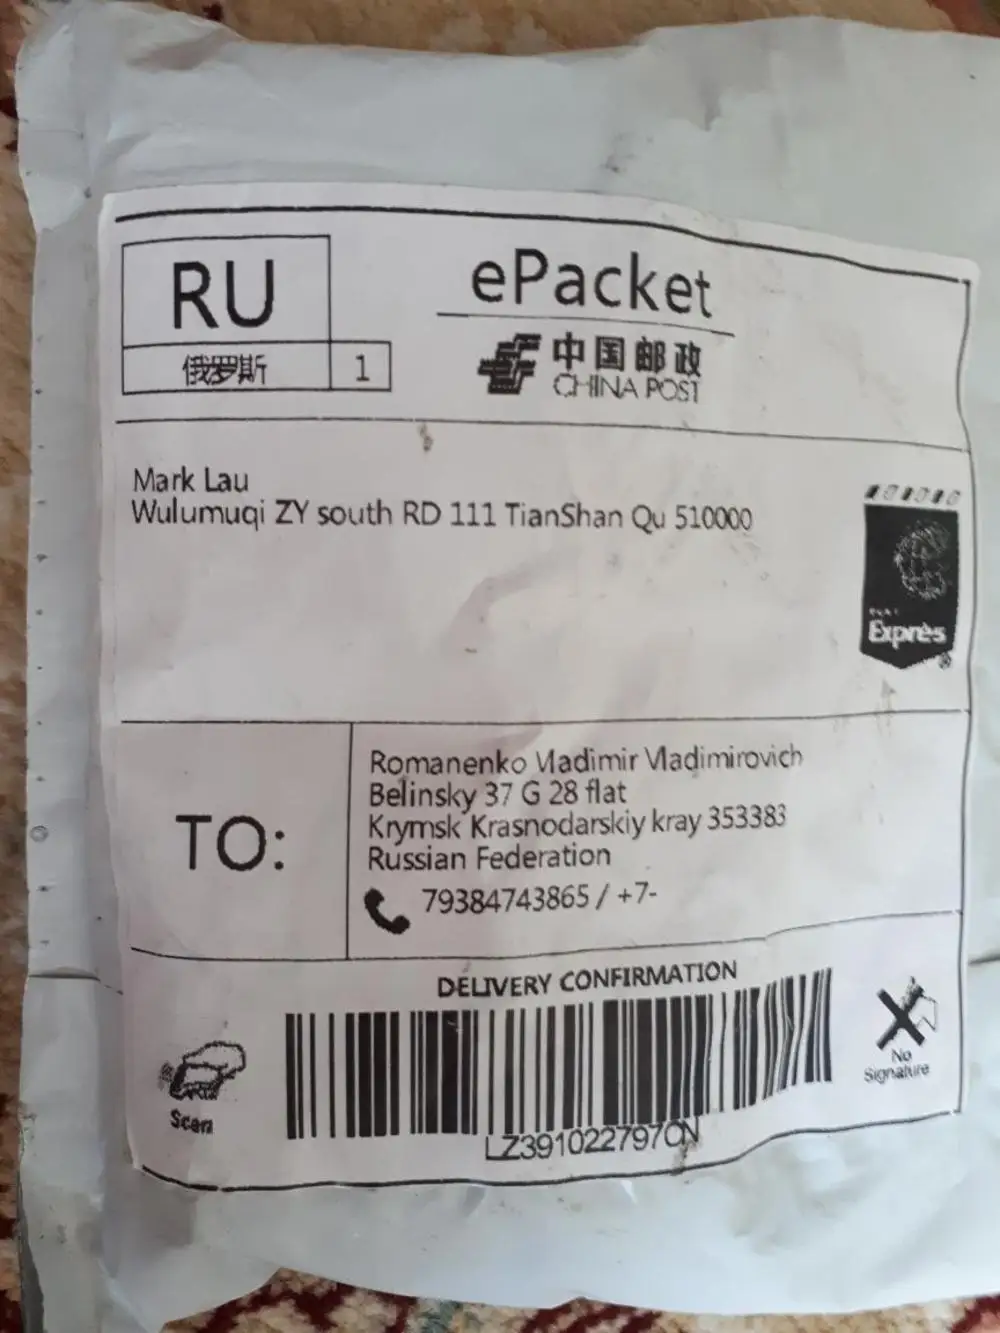 RU
俄罗斯 1
ePacket
中国邮政
CHINA POST
Mark Lau
Wulumuqi ZY south RD 111 TianShan Qu 510000
Exprès
®
TO:
Romanenko Vladimir Vladimirovich
Belinsky 37 G 28 flat
Krymsk Krasnodarskiy kray 353383
Russian Federation
79384743865 / +7-
DELIVERY CONFIRMATION
Scan
No
Signature
LZ391022797CN